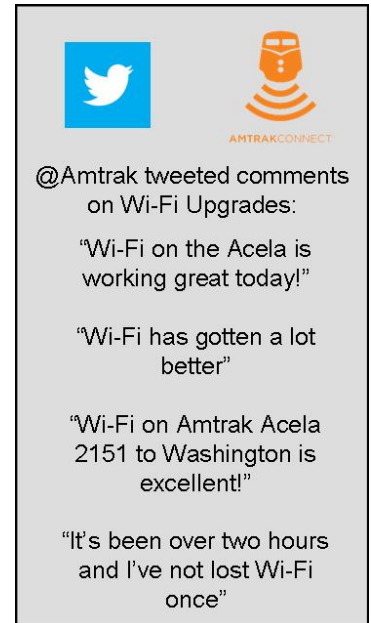 AMTRAKCONNECT
@Amtrak tweeted comments
on Wi-Fi Upgrades:
“Wi-Fi on the Acela is
working great today!”
“Wi-Fi has gotten a lot
better”
“Wi-Fi on Amtrak Acela
2151 to Washington is
excellent!”
“It’s been over two hours
and I’ve not lost Wi-Fi
once”